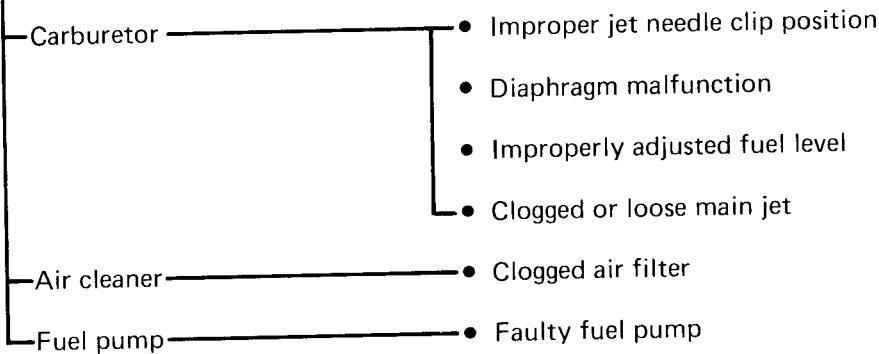 Carburetor • Improper jet needle clip position
• Diaphragm malfunction
• Improperly adjusted fuel level
• Clogged or loose main jet
Air cleaner • Clogged air filter
Fuel pump • Faulty fuel pump